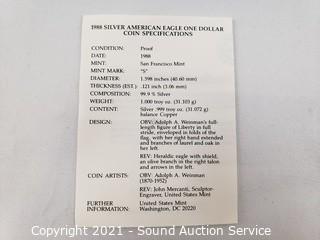 1988 SILVER AMERICAN EAGLE ONE DOLLAR
COIN SPECIFICATIONS
CONDITION: Proof
DATE: 1988
MINT: San Francisco Mint
MINT MARK: "S"
DIAMETER: 1.598 inches (40.60 mm)
THICKNESS (EST.): .121 inch (3.06 mm)
COMPOSITION: 99.9 % Silver
WEIGHT: 1.000 troy oz. (31.103 g)
CONTENT: Silver .999 troy oz. (31.072 g)
balance Copper
DESIGN: OBV: Adolph A. Weinman's full-
length figure of Liberty in full
stride, enveloped in folds of the
flag, with her right hand extended
and branches of laurel and oak in
her left.
REV: Heraldic eagle with shield,
an olive branch in the right talon
and arrows in the left.
COIN ARTISTS: OBV: Adolph A. Weinman
(1870-1952)
REV: John Mercanti, Sculptor-
Engraver, United States Mint
FURTHER United States Mint
INFORMATION: Washington, DC 20220
Copyright 2021 - Sound Auction Service